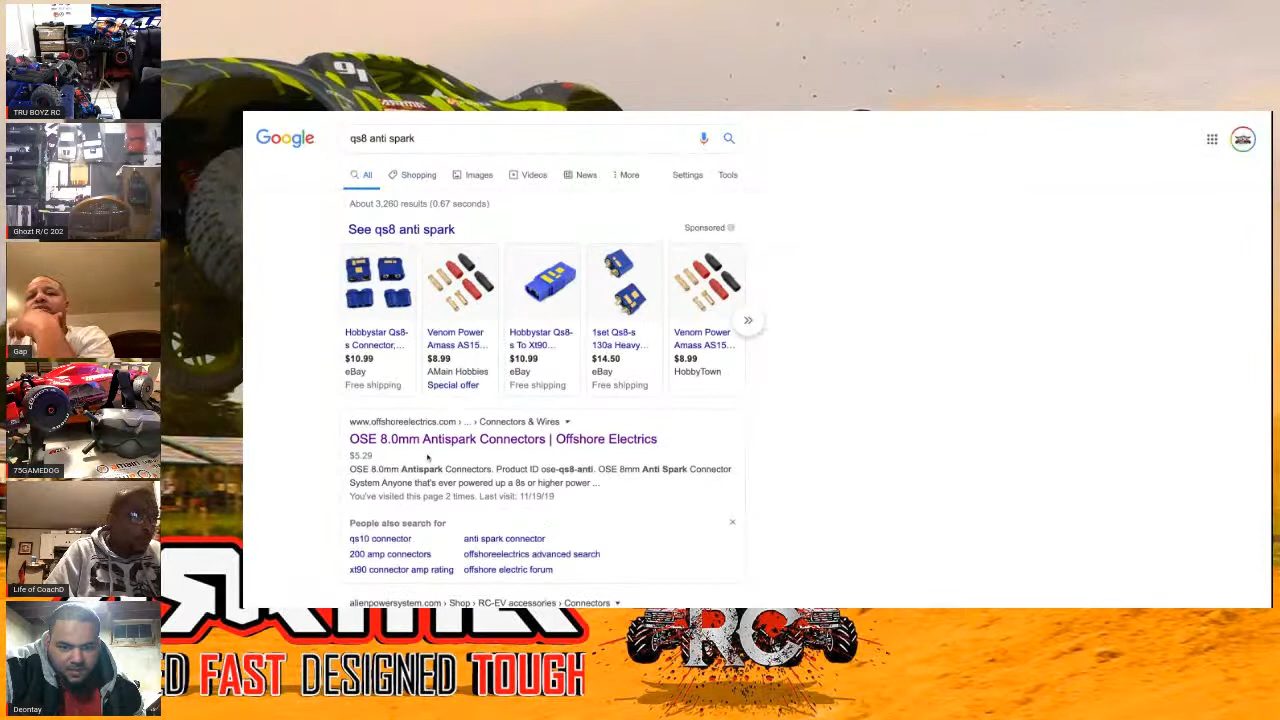 TRU BOYZ RC
Ghozt R/C 202
Gap
75GAMEDOG
Life of CoachD
Deontay
16
Google
qs8 anti spark
All
Shopping
Images
Videos
News
More
Settings
Tools
About 3,260 results (0.67 seconds)
See qs8 anti spark
Sponsored
Hobbystar Qs8-
s Connector,...
$10.99
eBay
Free shipping
Venom Power
Amass AS15...
$8.99
AMain Hobbies
Special offer
Hobbystar Qs8-
s To Xt90...
$10.99
eBay
Free shipping
1set Qs8-s
130a Heavy...
$14.50
eBay
Free shipping
Venom Power
Amass AS15...
$8.99
HobbyTown
www.offshoreelectrics.com › ... › Connectors & Wires
OSE 8.0mm Antispark Connectors | Offshore Electrics
$5.29
OSE 8.0mm Antispark Connectors. Product ID ose-qs8-anti. OSE 8mm Anti Spark Connector
System Anyone that's ever powered up a 8s or higher power ...
You've visited this page 2 times. Last visit: 11/19/19
People also search for
qs10 connector
anti spark connector
200 amp connectors
offshoreelectrics advanced search
xt90 connector amp rating
offshore electric forum
alienpowersystem.com › Shop › RC-EV accessories › Connectors
ED FAST DESIGNED TOUGH
RC